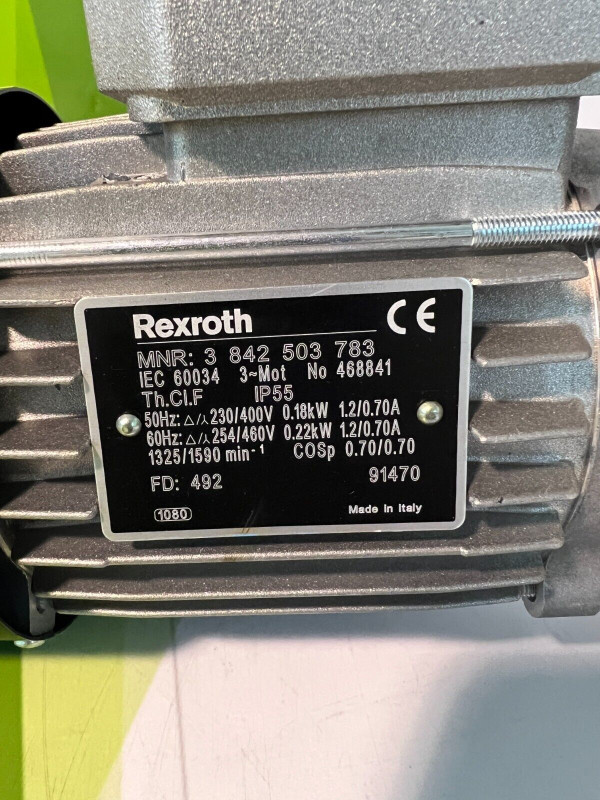 Rexroth CE
MNR: 3 842 503 783
IEC 60034 3~Mot No 468841
Th.Cl.F IP55
50Hz: △/⅄ 230/400V 0.18kW 1.2/0.70A
60Hz: △/⅄ 254/460V 0.22kW 1.2/0.70A
1325/1590 min⁻¹ COSp 0.70/0.70
FD: 492 91470
1080 Made in Italy